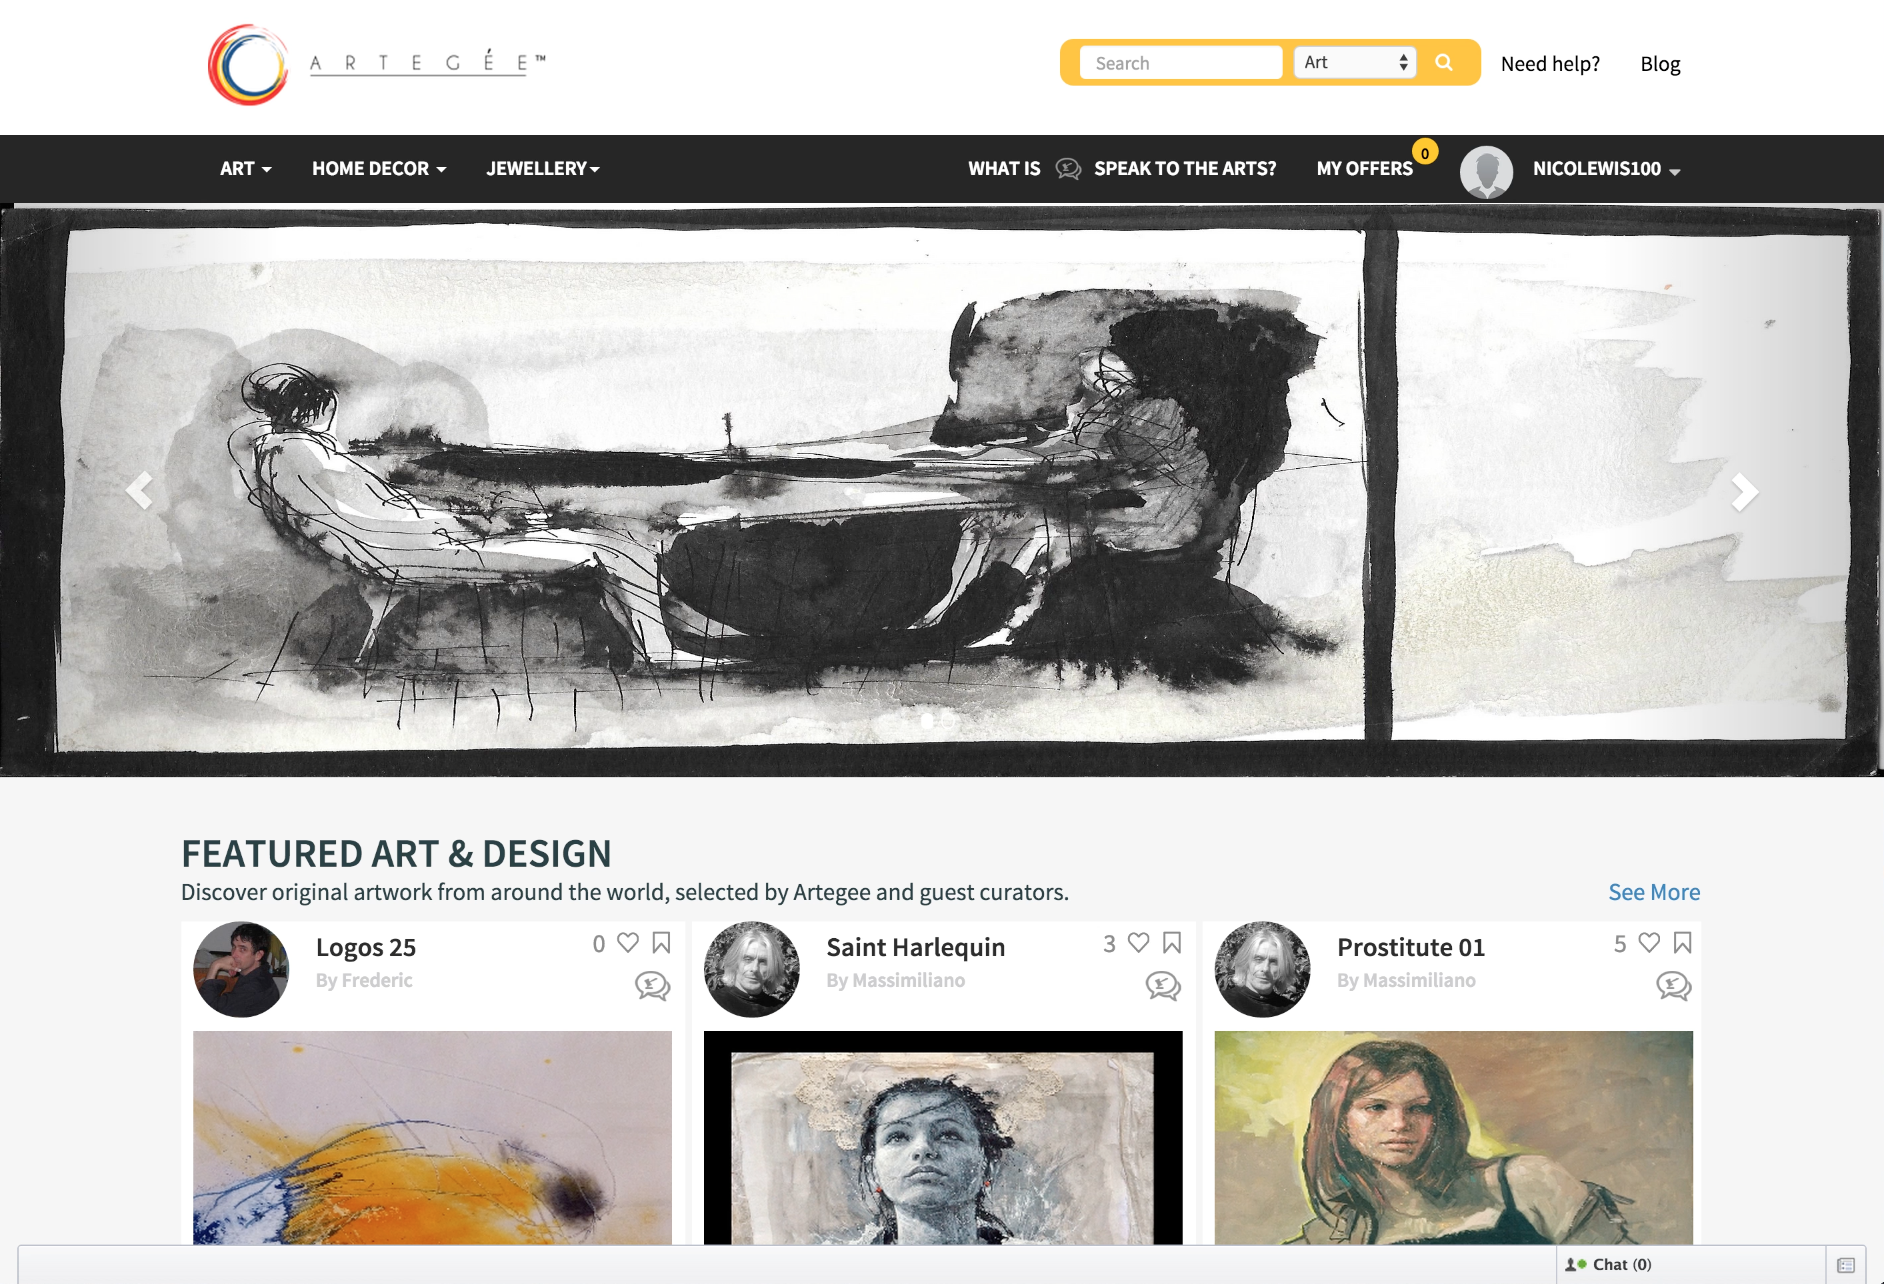 ARTEGÉE™
Search
Art
Need help?
Blog
ART
HOME DECOR
JEWELLERY
WHAT IS SPEAK TO THE ARTS?
MY OFFERS
0
NICOLEWIS100
FEATURED ART & DESIGN
Discover original artwork from around the world, selected by Artegee and guest curators.
See More
Logos 25
0
By Frederic
Saint Harlequin
3
By Massimiliano
Prostitute 01
5
By Massimiliano
Chat (0)